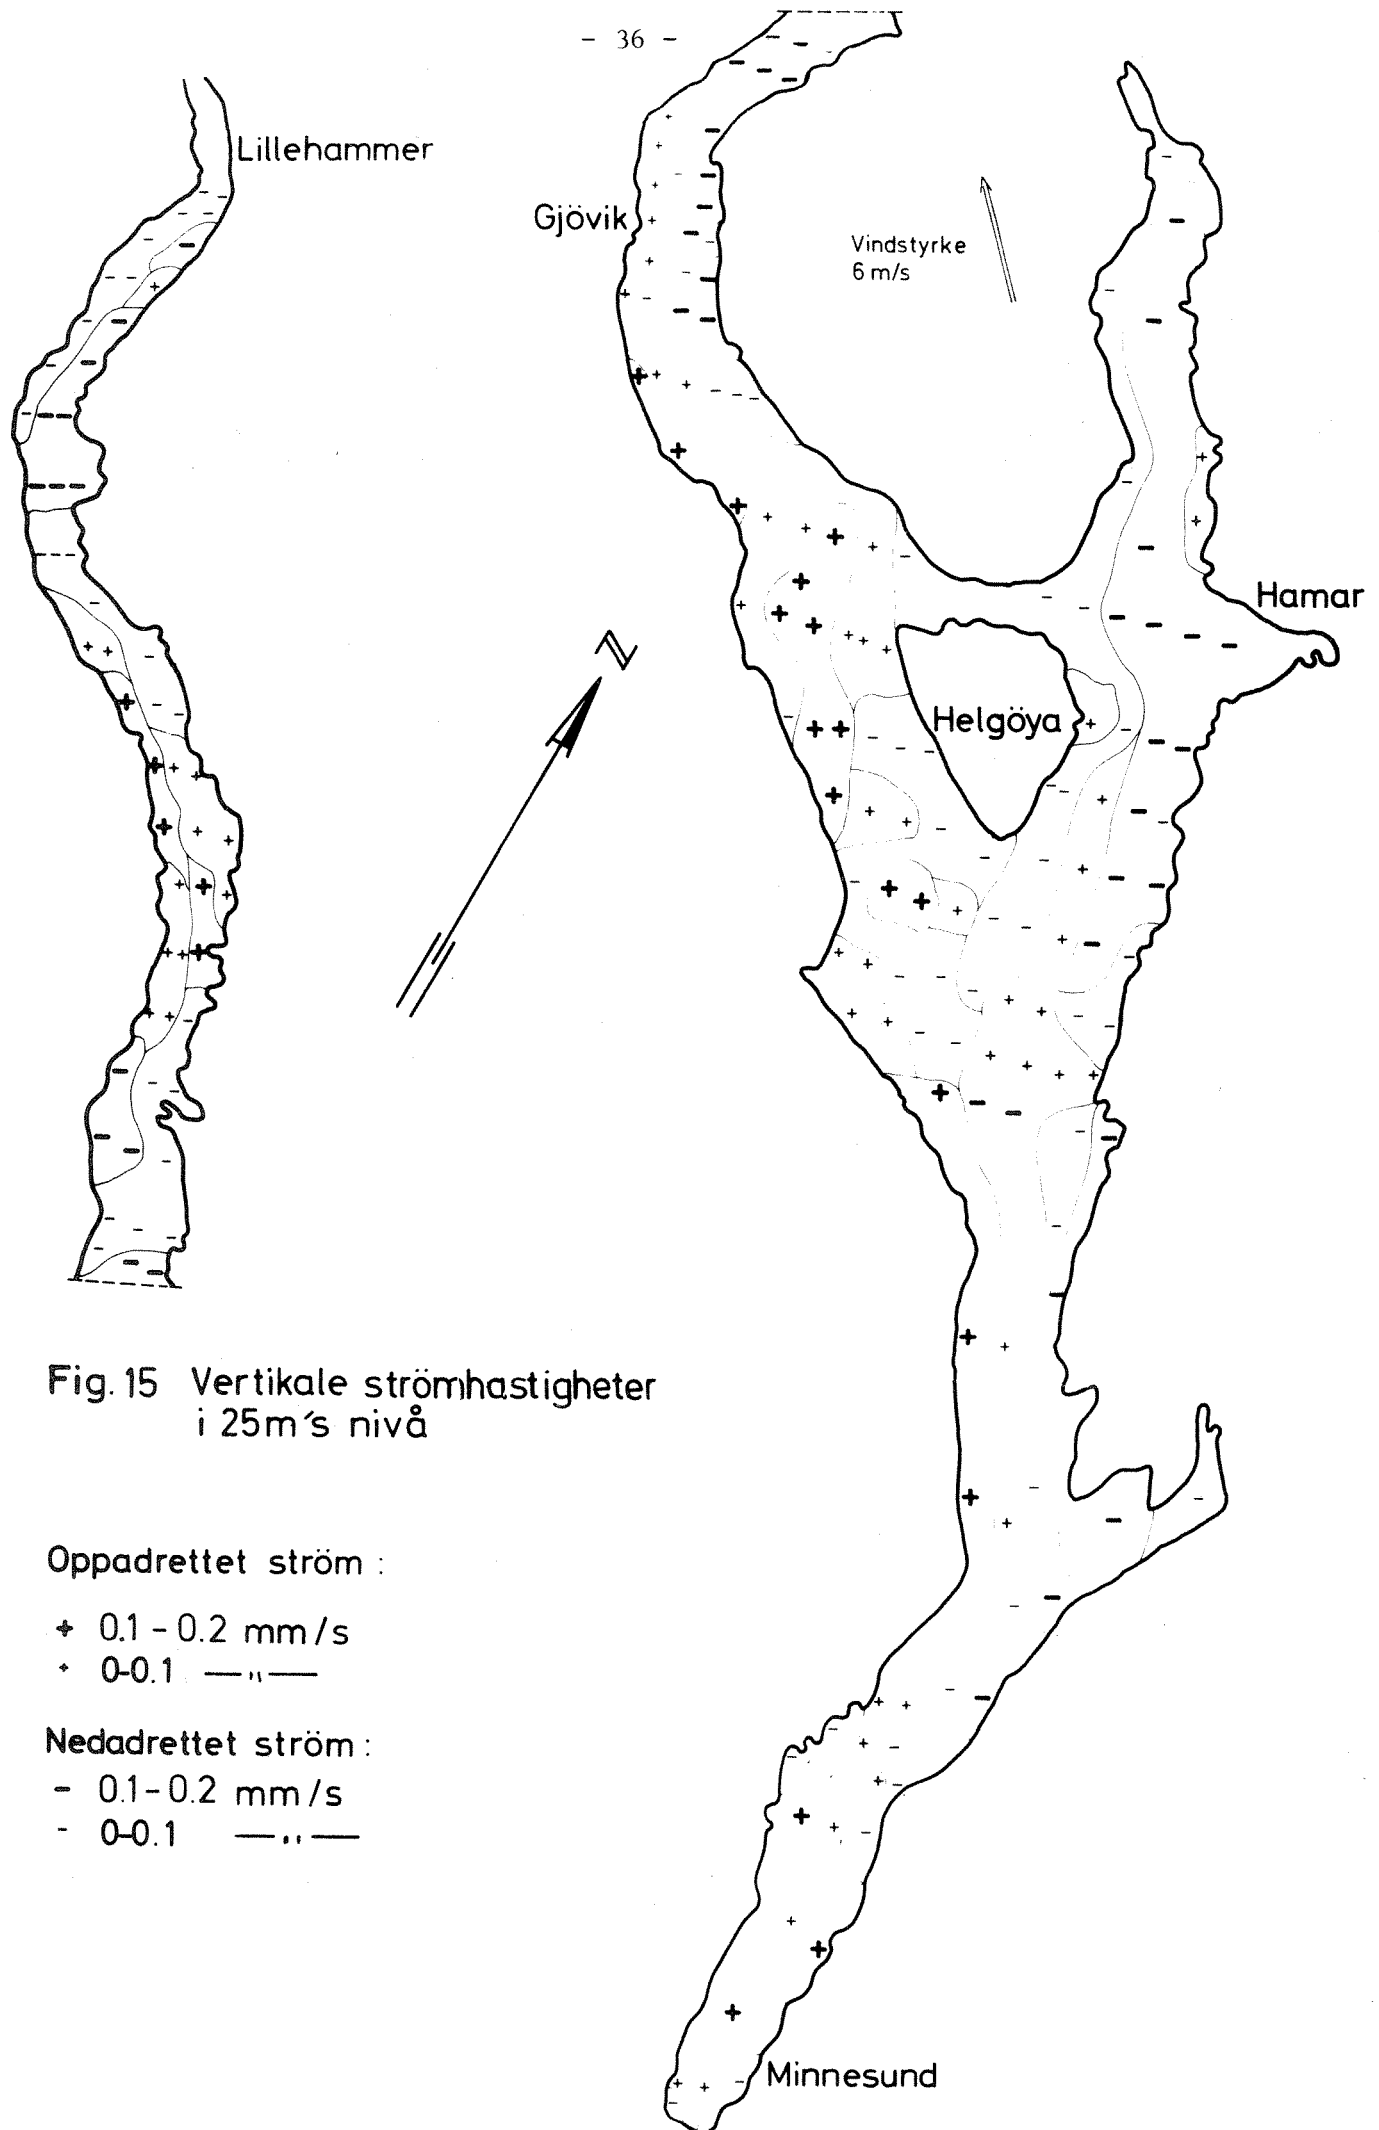 - 36 -
Lillehammer
Gjövik
Vindstyrke
6 m/s
Hamar
N
Helgöya
Fig. 15 Vertikale strömhastigheter
i 25m's nivå
Oppadrettet ström :
+ 0.1 - 0.2 mm/s
+ 0-0.1 —"—
Nedadrettet ström :
- 0.1 - 0.2 mm/s
- 0-0.1 —"—
Minnesund